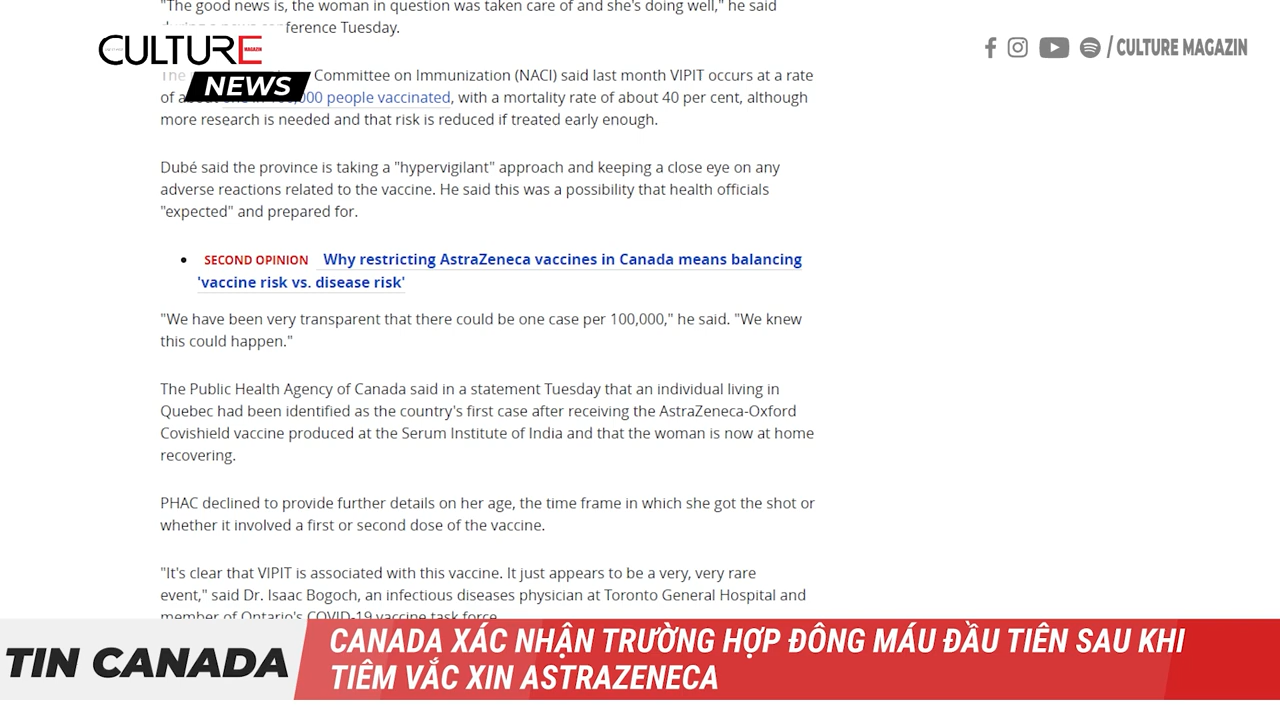 "The good news is, the woman in question was taken care of and she's doing well," he said
ference Tuesday.
CULTURE
MAGAZIN
NEWS
/ CULTURE MAGAZIN
Committee on Immunization (NACI) said last month VIPIT occurs at a rate
of people vaccinated, with a mortality rate of about 40 per cent, although
more research is needed and that risk is reduced if treated early enough.
Dubé said the province is taking a "hypervigilant" approach and keeping a close eye on any
adverse reactions related to the vaccine. He said this was a possibility that health officials
"expected" and prepared for.
• SECOND OPINION Why restricting AstraZeneca vaccines in Canada means balancing
'vaccine risk vs. disease risk'
"We have been very transparent that there could be one case per 100,000," he said. "We knew
this could happen."
The Public Health Agency of Canada said in a statement Tuesday that an individual living in
Quebec had been identified as the country's first case after receiving the AstraZeneca-Oxford
Covishield vaccine produced at the Serum Institute of India and that the woman is now at home
recovering.
PHAC declined to provide further details on her age, the time frame in which she got the shot or
whether it involved a first or second dose of the vaccine.
"It's clear that VIPIT is associated with this vaccine. It just appears to be a very, very rare
event," said Dr. Isaac Bogoch, an infectious diseases physician at Toronto General Hospital and
member of Ontario's COVID-19 vaccine task force.
TIN CANADA
CANADA XÁC NHẬN TRƯỜNG HỢP ĐÔNG MÁU ĐẦU TIÊN SAU KHI
TIÊM VẮC XIN ASTRAZENECA